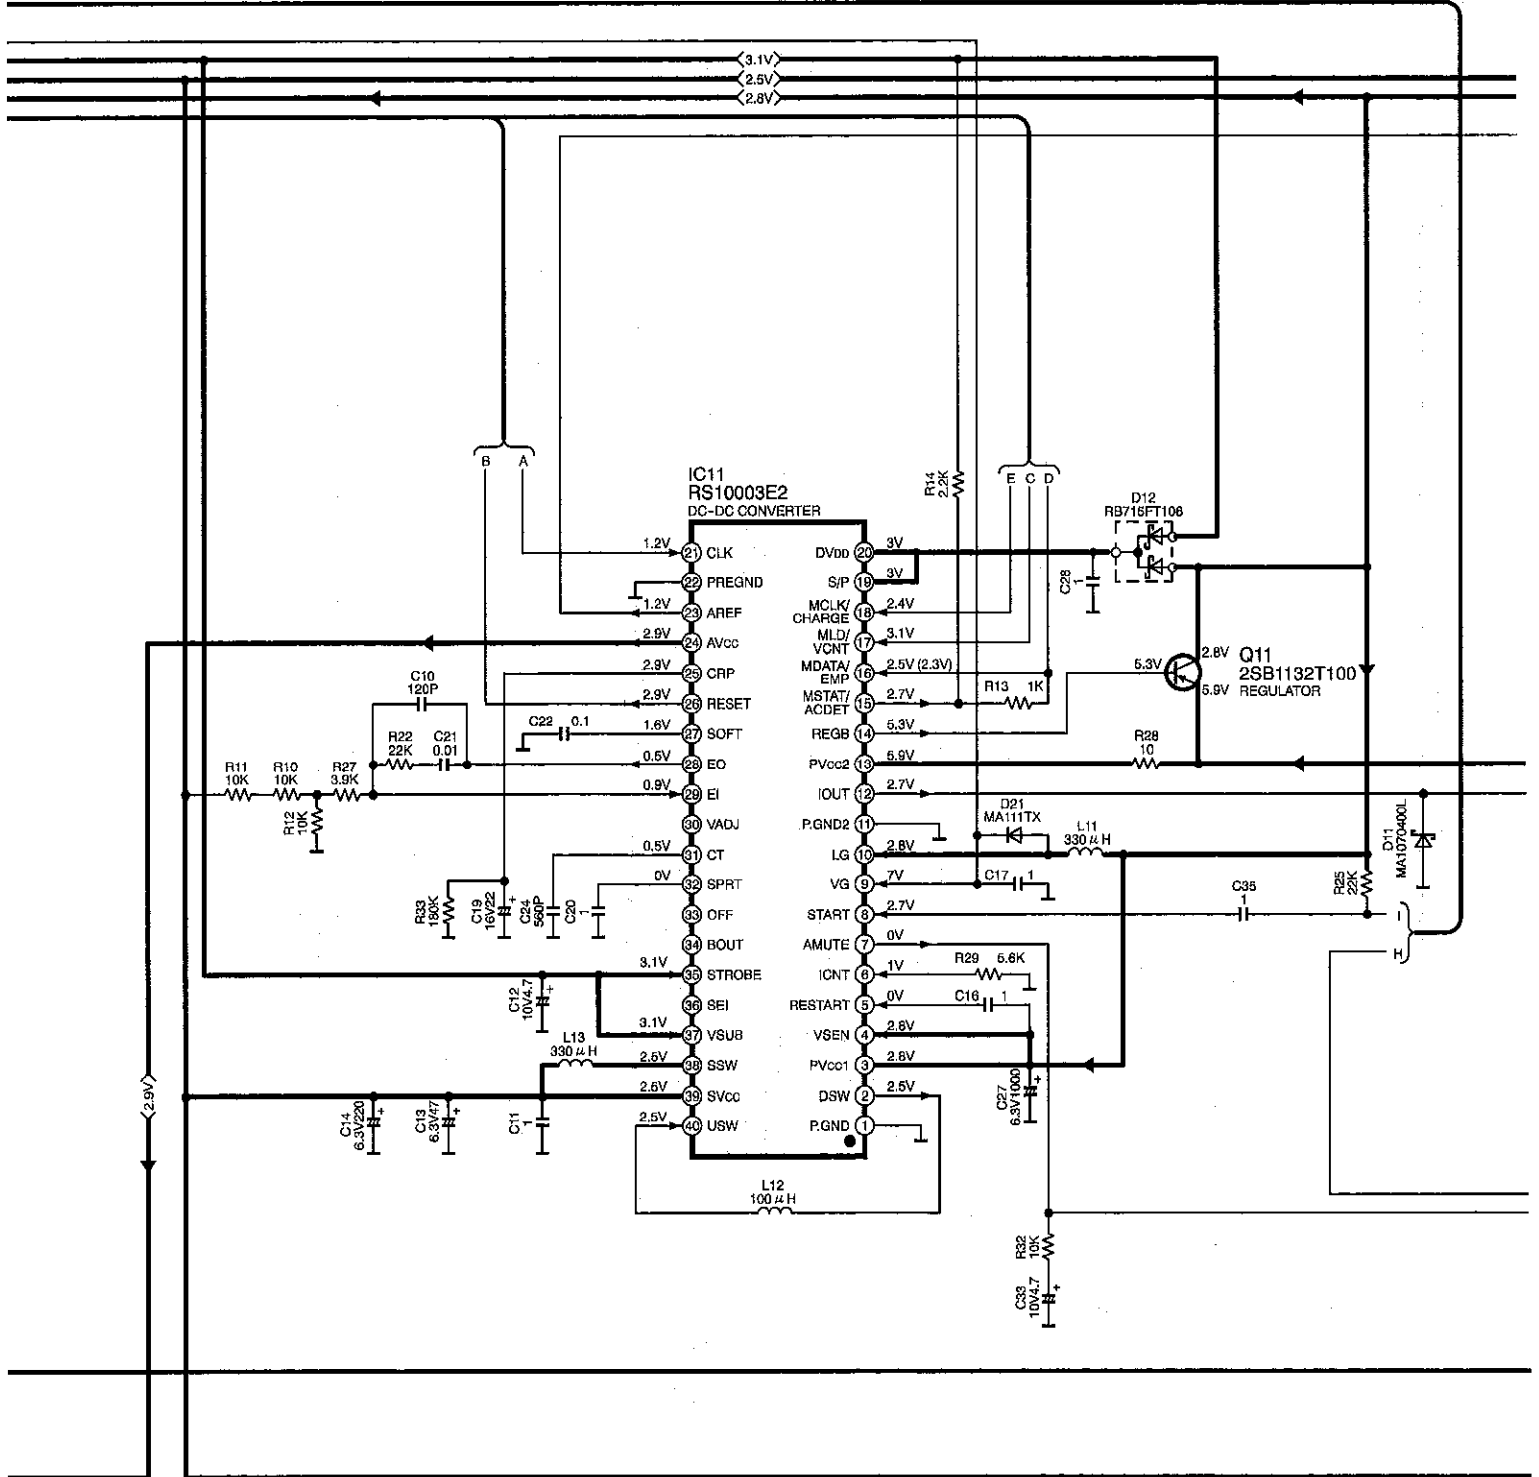 3.1V
2.5V
2.8V
B A
E C D
R14
2.2K
IC11
RS10003E2
DC-DC CONVERTER
D12
RB716FT106
1.2V 21 CLK
22 PREGND
1.2V 23 AREF
2.9V 24 AVCC
2.9V 25 CRP
2.9V 26 RESET
1.6V 27 SOFT
0.5V 28 EO
0.9V 29 EI
30 VADJ
0.5V 31 CT
0V 32 SPRT
33 OFF
34 BOUT
3.1V 35 STROBE
36 SEI
3.1V 37 VSUB
2.5V 38 SSW
2.5V 39 SVCC
2.5V 40 USW
DVDD 20 3V
S/P 19 3V
MCLK/
CHARGE 18 2.4V
MLD/
VCNT 17 3.1V
MDATA/
EMP 16 2.5V (2.3V)
MSTAT/
ACDET 15 2.7V
REGB 14 5.3V
PVCC2 13 5.9V
IOUT 12 2.7V
P.GND2 11
LG 10 2.8V
VG 9 7V
START 8 2.7V
AMUTE 7 0V
ICNT 6 1V
RESTART 5 0V
VSEN 4 2.8V
PVCC1 3 2.8V
DSW 2 2.5V
P.GND 1
C28
1
5.3V
2.8V
5.9V
Q11
2SB1132T100
REGULATOR
R13 1K
R28
10
C10
120P
C22 0.1
R22
22K
C21
0.01
R11
10K
R10
10K
R27
3.9K
R12
10K
D21
MA111TX
L11
330μH
D11
MA1070400L
C17 1
R25
22K
C35
1
I
H
R33
180K
C19
16V22
+
C24
560P
C20
1
R29 5.6K
C16 1
C12
10V4.7
+
L13
330μH
C27
6.3V1000
+
2.9V
C14
6.3V220
+
C13
6.3V47
+
C11
1
L12
100μH
R32
10K
C33
10V4.7
+